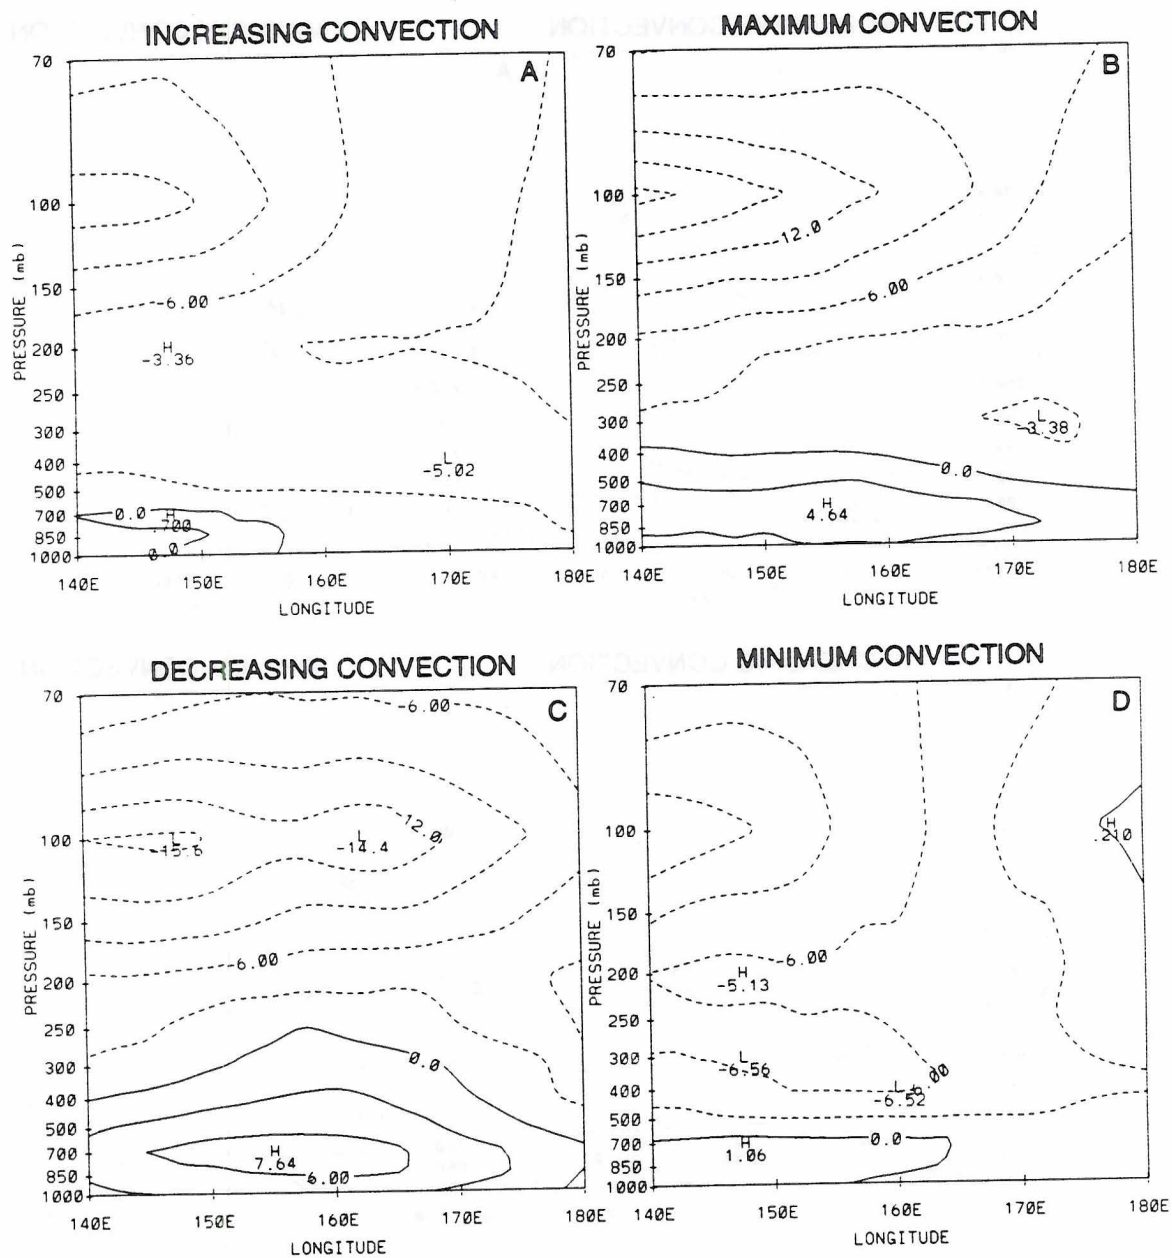 INCREASING CONVECTION
A
70
100
150
200
250
300
400
500
700
850
1000
PRESSURE (mb)
-6.00
H
-3.36
L
-5.02
0.0
H
.700
0.0
140E 150E 160E 170E 180E
LONGITUDE
MAXIMUM CONVECTION
B
70
100
150
200
250
300
400
500
700
850
1000
PRESSURE (mb)
-12.0
-6.00
L
-3.38
0.0
H
4.64
140E 150E 160E 170E 180E
LONGITUDE
DECREASING CONVECTION
C
70
100
150
200
250
300
400
500
700
850
1000
PRESSURE (mb)
-6.00
12.0
L
-15.6
L
-14.4
-6.00
0.0
H
7.64
6.00
140E 150E 160E 170E 180E
LONGITUDE
MINIMUM CONVECTION
D
70
100
150
200
250
300
400
500
700
850
1000
PRESSURE (mb)
H
.210
-6.00
H
-5.13
L
-6.56
L
-6.52
0.0
H
1.06
140E 150E 160E 170E 180E
LONGITUDE